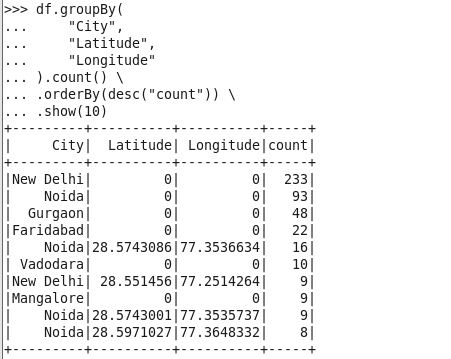 >>> df.groupBy(
...     "City",
...     "Latitude",
...     "Longitude"
... ).count() \
... .orderBy(desc("count")) \
... .show(10)
+---------+----------+----------+-----+
|     City|  Latitude| Longitude|count|
+---------+----------+----------+-----+
|New Delhi|         0|         0|  233|
|    Noida|         0|         0|   93|
|  Gurgaon|         0|         0|   48|
|Faridabad|         0|         0|   22|
|    Noida|28.5743086|77.3536634|   16|
| Vadodara|         0|         0|   10|
|New Delhi| 28.551456|77.2514264|    9|
|Mangalore|         0|         0|    9|
|    Noida|28.5743001|77.3535737|    9|
|    Noida|28.5971027|77.3648332|    8|
+---------+----------+----------+-----+